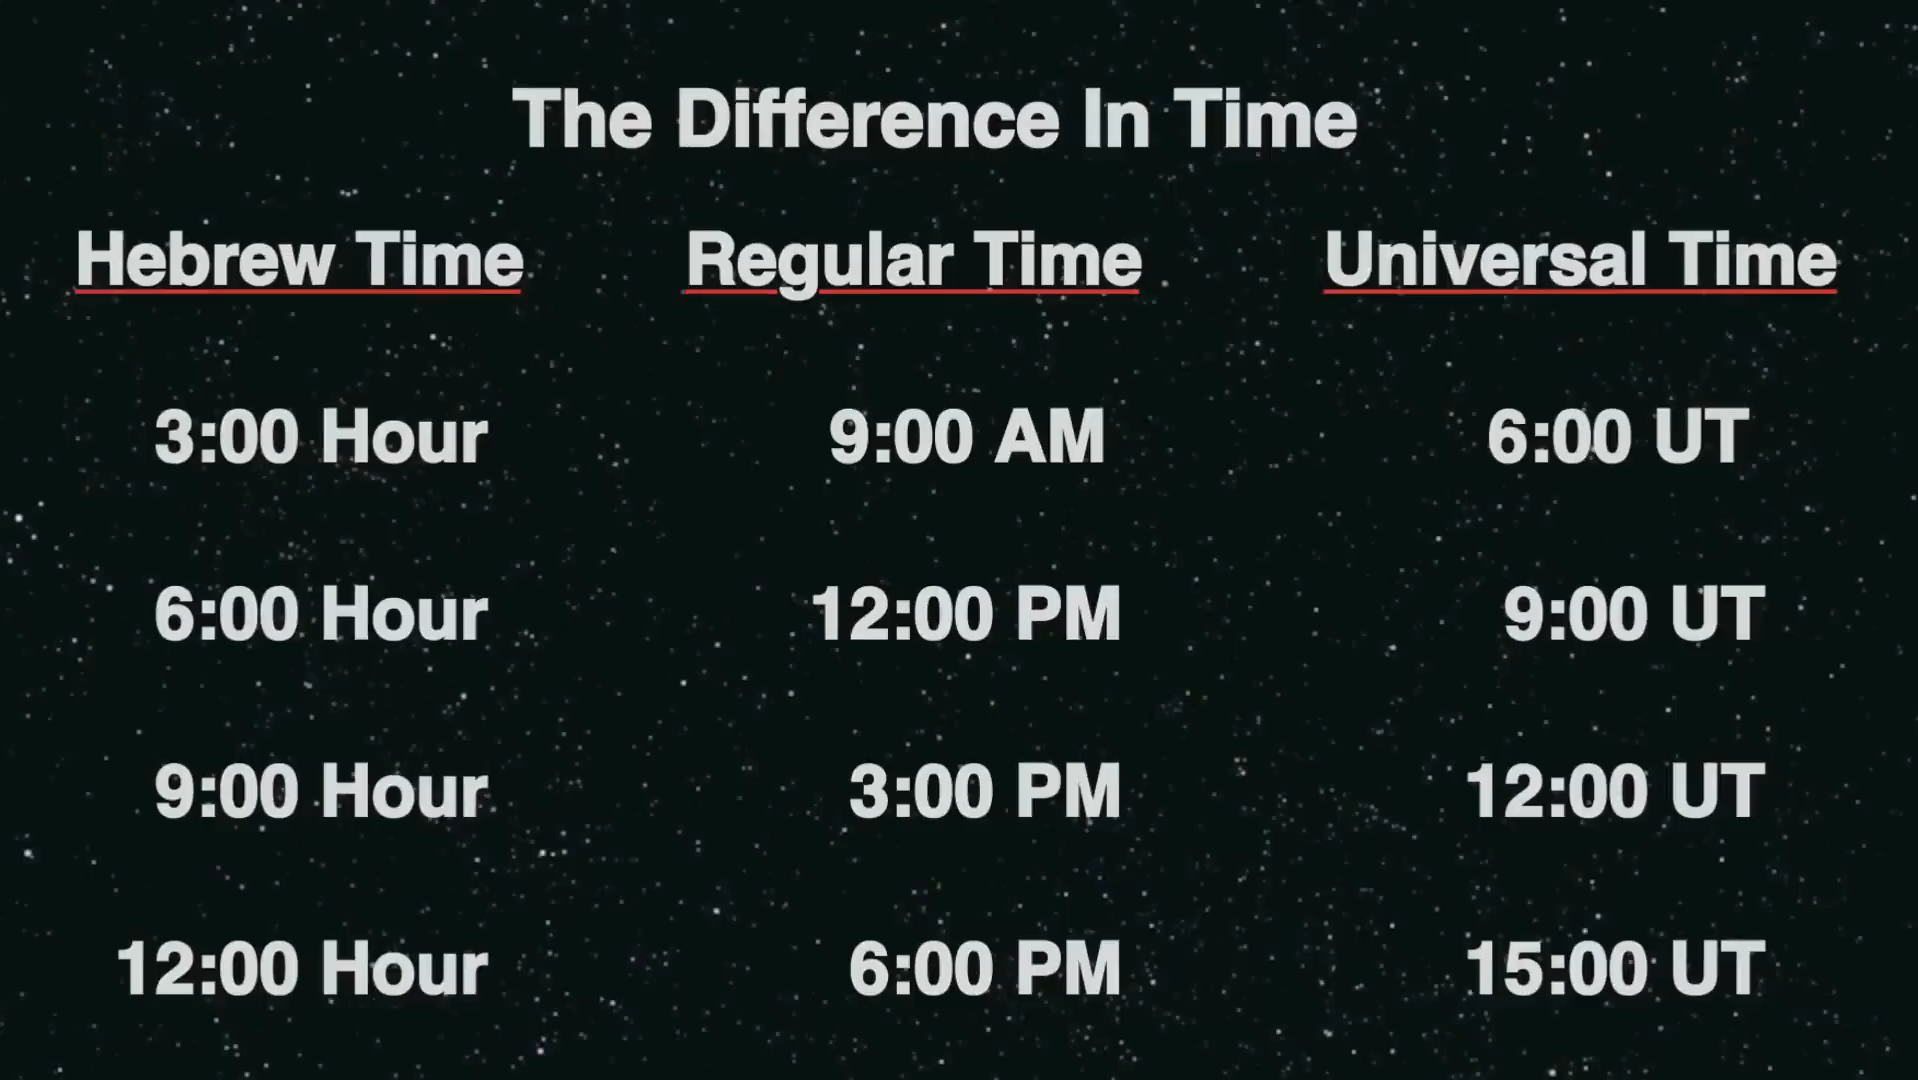 The Difference In Time
Hebrew Time Regular Time Universal Time
3:00 Hour 9:00 AM 6:00 UT
6:00 Hour 12:00 PM 9:00 UT
9:00 Hour 3:00 PM 12:00 UT
12:00 Hour 6:00 PM 15:00 UT